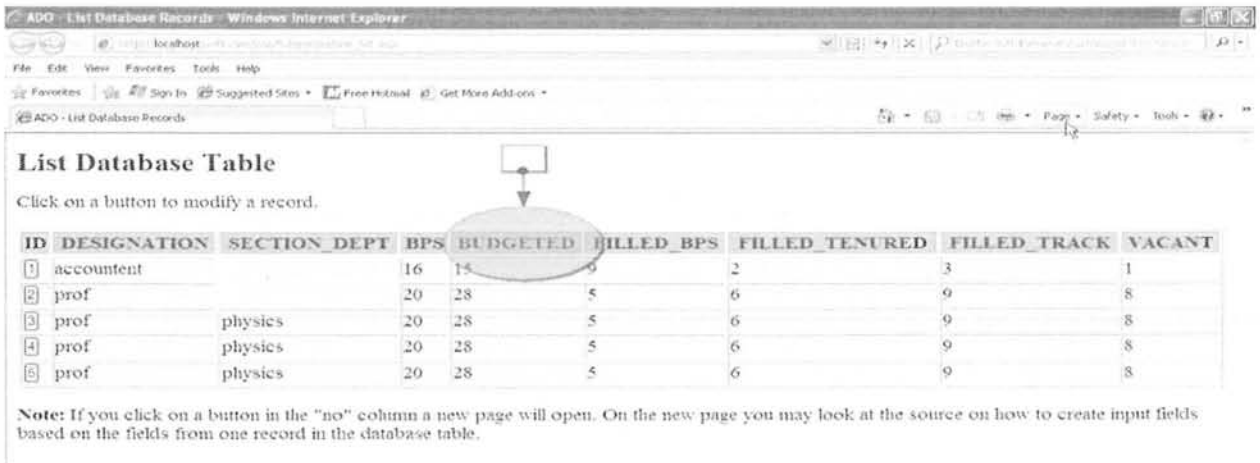 ADO - List Database Records - Windows Internet Explorer
localhost
File Edit View Favorites Tools Help
Favorites Sign In Suggested Sites Free Hotmail Get More Add-ons
ADO - List Database Records Page Safety Tools
List Database Table
Click on a button to modify a record.
ID DESIGNATION SECTION_DEPT BPS BUDGETED FILLED_BPS FILLED_TENURED FILLED_TRACK VACANT
1 accountent 16 15 9 2 3 1
2 prof 20 28 5 6 9 8
3 prof physics 20 28 5 6 9 8
4 prof physics 20 28 5 6 9 8
5 prof physics 20 28 5 6 9 8
Note: If you click on a button in the "no" column a new page will open. On the new page you may look at the source on how to create input fields
based on the fields from one record in the database table.